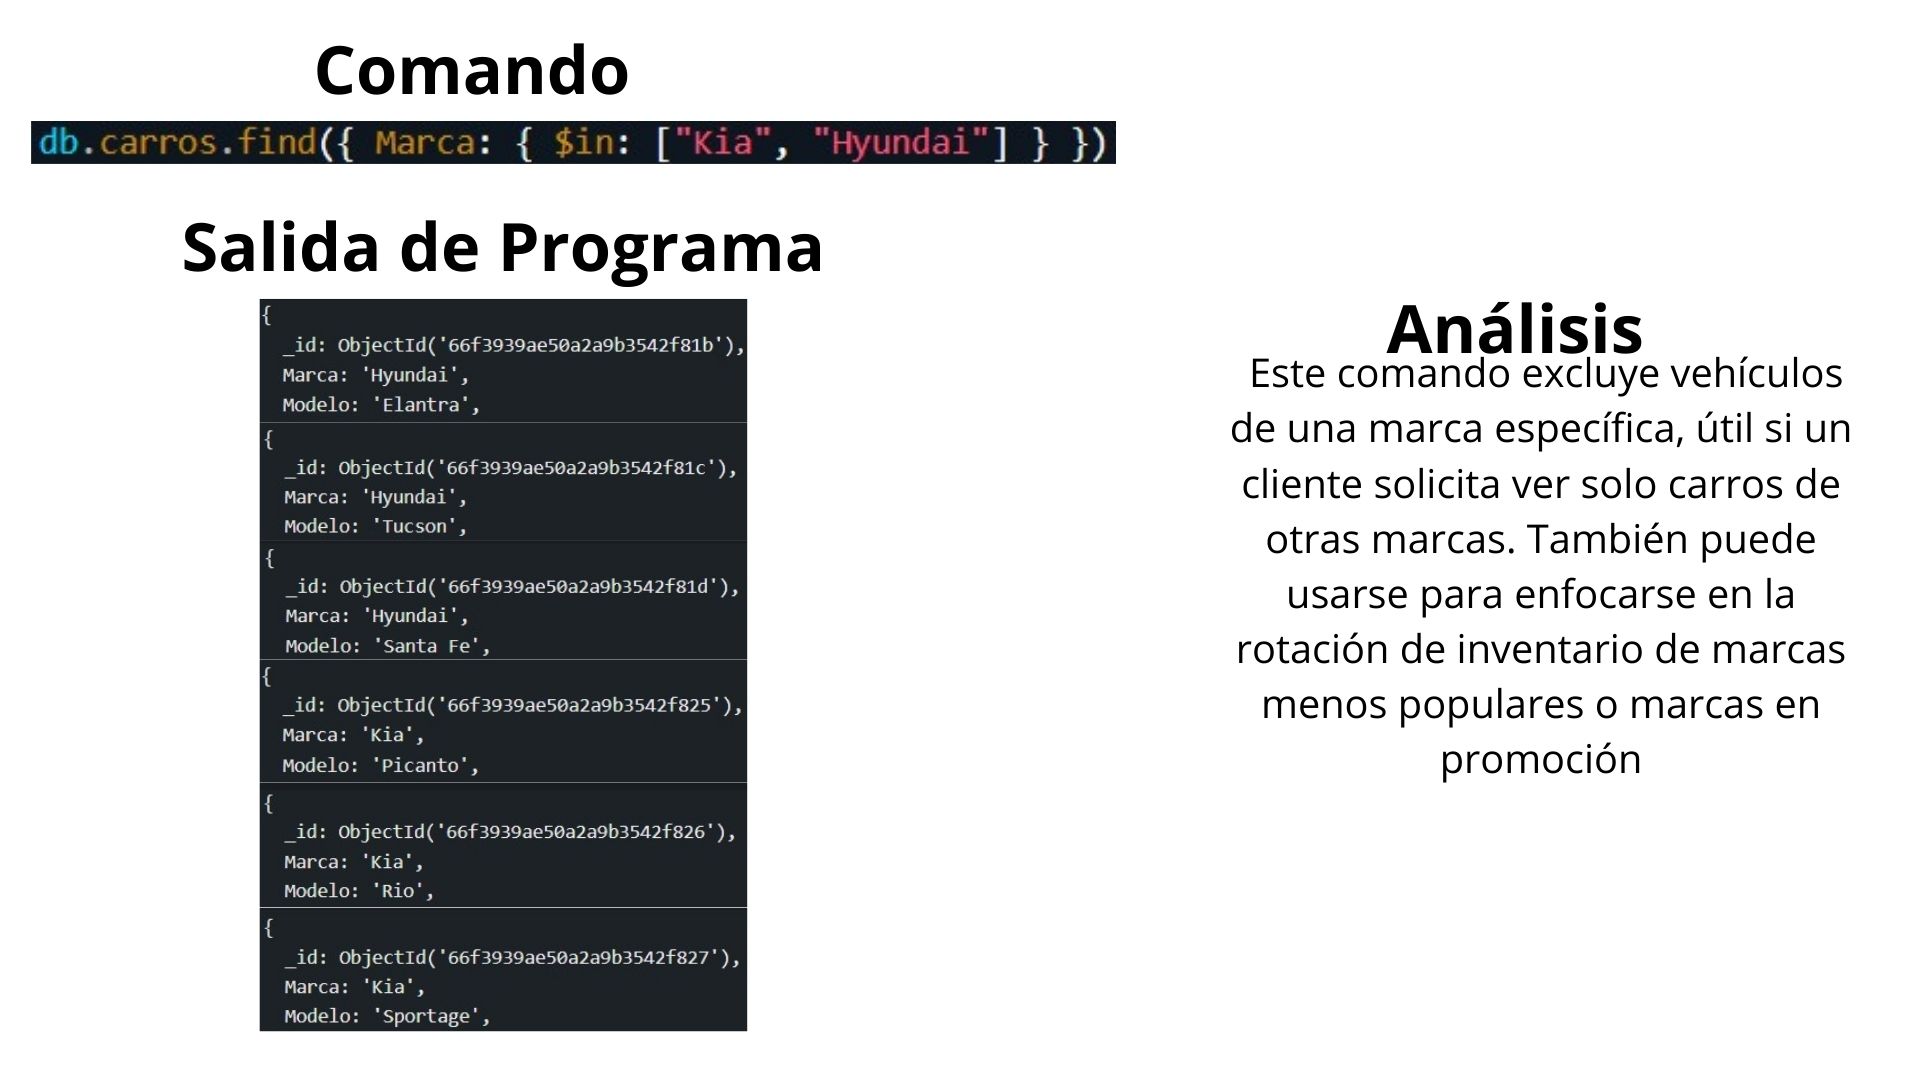 Comando
db.carros.find({ Marca: { $in: ["Kia", "Hyundai"] } })
Salida de Programa
{
_id: ObjectId('66f3939ae50a2a9b3542f81b'),
Marca: 'Hyundai',
Modelo: 'Elantra',
{
_id: ObjectId('66f3939ae50a2a9b3542f81c'),
Marca: 'Hyundai',
Modelo: 'Tucson',
{
_id: ObjectId('66f3939ae50a2a9b3542f81d'),
Marca: 'Hyundai',
Modelo: 'Santa Fe',
{
_id: ObjectId('66f3939ae50a2a9b3542f825'),
Marca: 'Kia',
Modelo: 'Picanto',
{
_id: ObjectId('66f3939ae50a2a9b3542f826'),
Marca: 'Kia',
Modelo: 'Rio',
{
_id: ObjectId('66f3939ae50a2a9b3542f827'),
Marca: 'Kia',
Modelo: 'Sportage',
Análisis
Este comando excluye vehículos
de una marca específica, útil si un
cliente solicita ver solo carros de
otras marcas. También puede
usarse para enfocarse en la
rotación de inventario de marcas
menos populares o marcas en
promoción